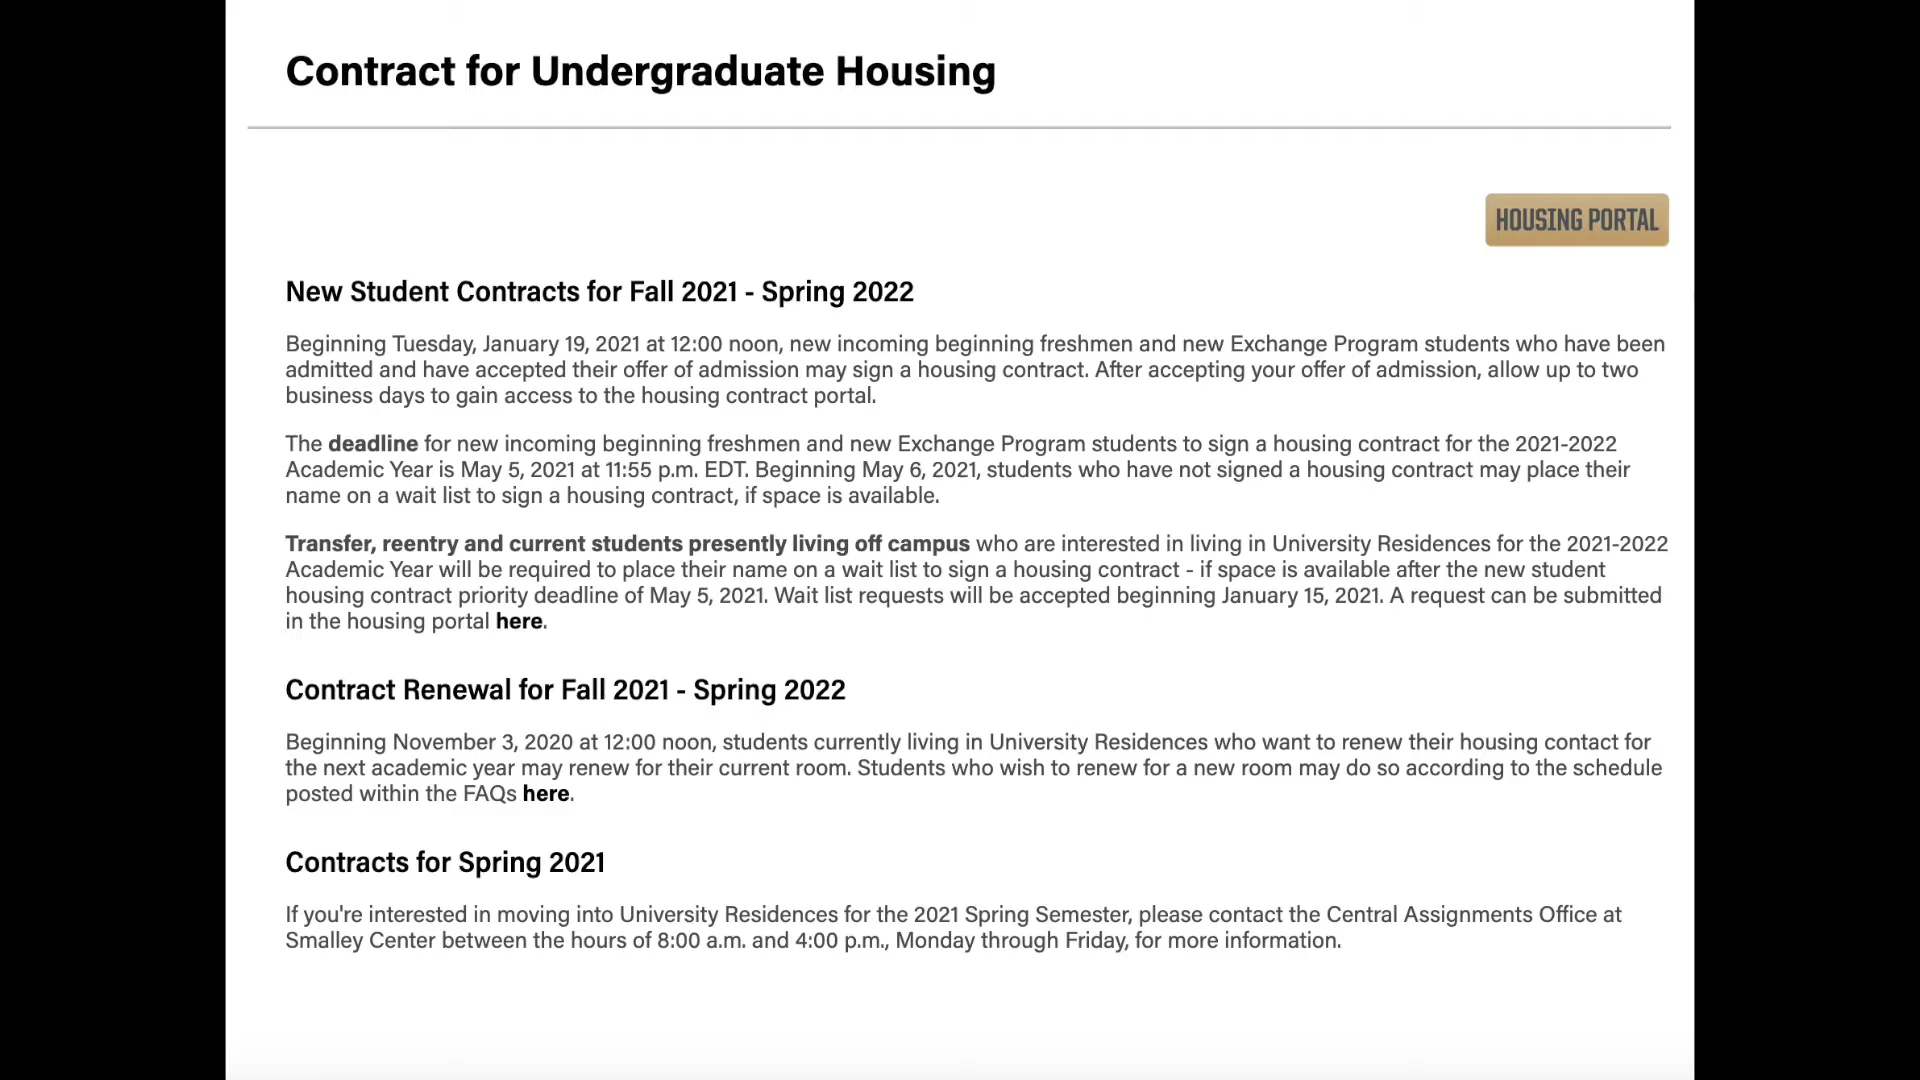 Contract for Undergraduate Housing
HOUSING PORTAL
New Student Contracts for Fall 2021 - Spring 2022
Beginning Tuesday, January 19, 2021 at 12:00 noon, new incoming beginning freshmen and new Exchange Program students who have been
admitted and have accepted their offer of admission may sign a housing contract. After accepting your offer of admission, allow up to two
business days to gain access to the housing contract portal.
The deadline for new incoming beginning freshmen and new Exchange Program students to sign a housing contract for the 2021-2022
Academic Year is May 5, 2021 at 11:55 p.m. EDT. Beginning May 6, 2021, students who have not signed a housing contract may place their
name on a wait list to sign a housing contract, if space is available.
Transfer, reentry and current students presently living off campus who are interested in living in University Residences for the 2021-2022
Academic Year will be required to place their name on a wait list to sign a housing contract - if space is available after the new student
housing contract priority deadline of May 5, 2021. Wait list requests will be accepted beginning January 15, 2021. A request can be submitted
in the housing portal here.
Contract Renewal for Fall 2021 - Spring 2022
Beginning November 3, 2020 at 12:00 noon, students currently living in University Residences who want to renew their housing contact for
the next academic year may renew for their current room. Students who wish to renew for a new room may do so according to the schedule
posted within the FAQs here.
Contracts for Spring 2021
If you're interested in moving into University Residences for the 2021 Spring Semester, please contact the Central Assignments Office at
Smalley Center between the hours of 8:00 a.m. and 4:00 p.m., Monday through Friday, for more information.